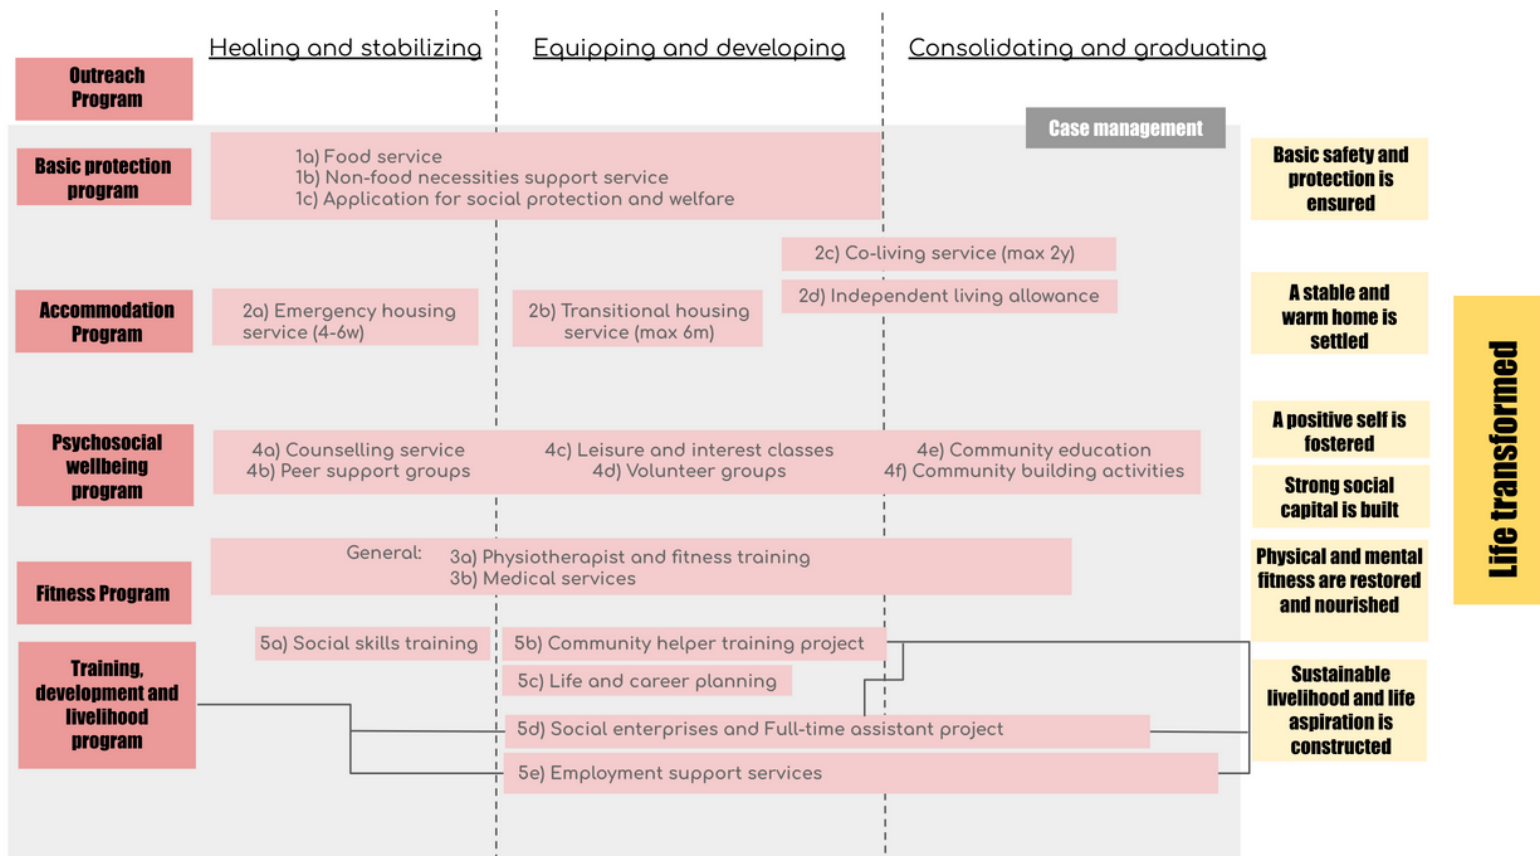 Healing and stabilizing
Equipping and developing
Consolidating and graduating
Outreach
Program
Case management
Basic protection
program
1a) Food service
1b) Non-food necessities support service
1c) Application for social protection and welfare
Basic safety and
protection is
ensured
Accommodation
Program
2a) Emergency housing
service (4-6w)
2b) Transitional housing
service (max 6m)
2c) Co-living service (max 2y)
2d) Independent living allowance
A stable and
warm home is
settled
Psychosocial
wellbeing
program
4a) Counselling service
4b) Peer support groups
4c) Leisure and interest classes
4d) Volunteer groups
4e) Community education
4f) Community building activities
A positive self is
fostered
Strong social
capital is built
Fitness Program
General:
3a) Physiotherapist and fitness training
3b) Medical services
Physical and mental
fitness are restored
and nourished
Training,
development and
livelihood
program
5a) Social skills training
5b) Community helper training project
5c) Life and career planning
5d) Social enterprises and Full-time assistant project
5e) Employment support services
Sustainable
livelihood and life
aspiration is
constructed
Life transformed